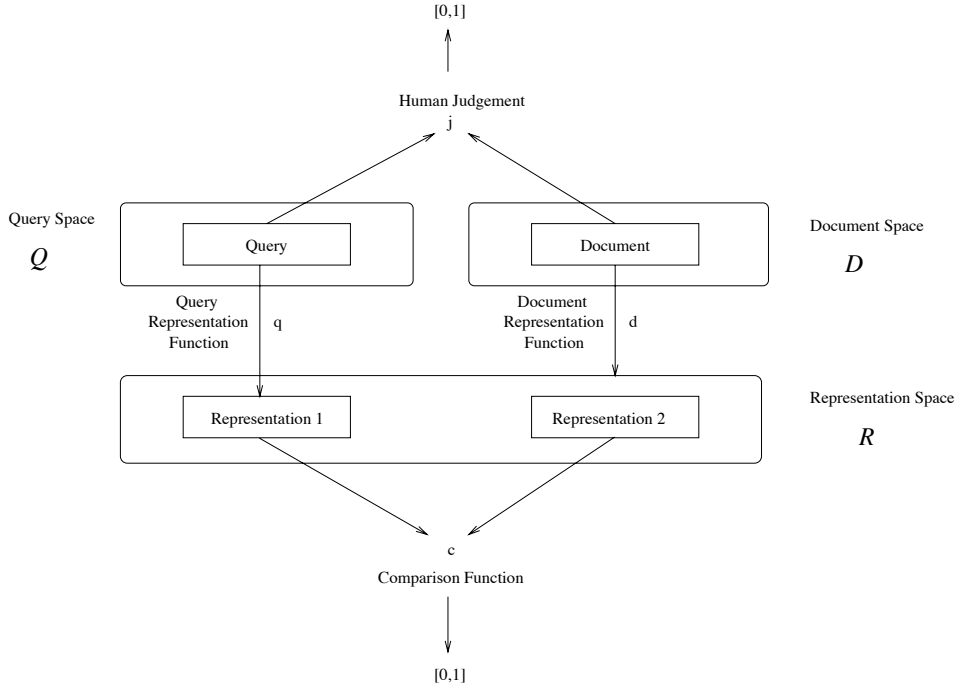 [0,1]
Human Judgement
j
Query Space
Q
Query
Document
Document Space
D
Query
Representation
Function
q
Document
Representation
Function
d
Representation 1
Representation 2
Representation Space
R
c
Comparison Function
[0,1]